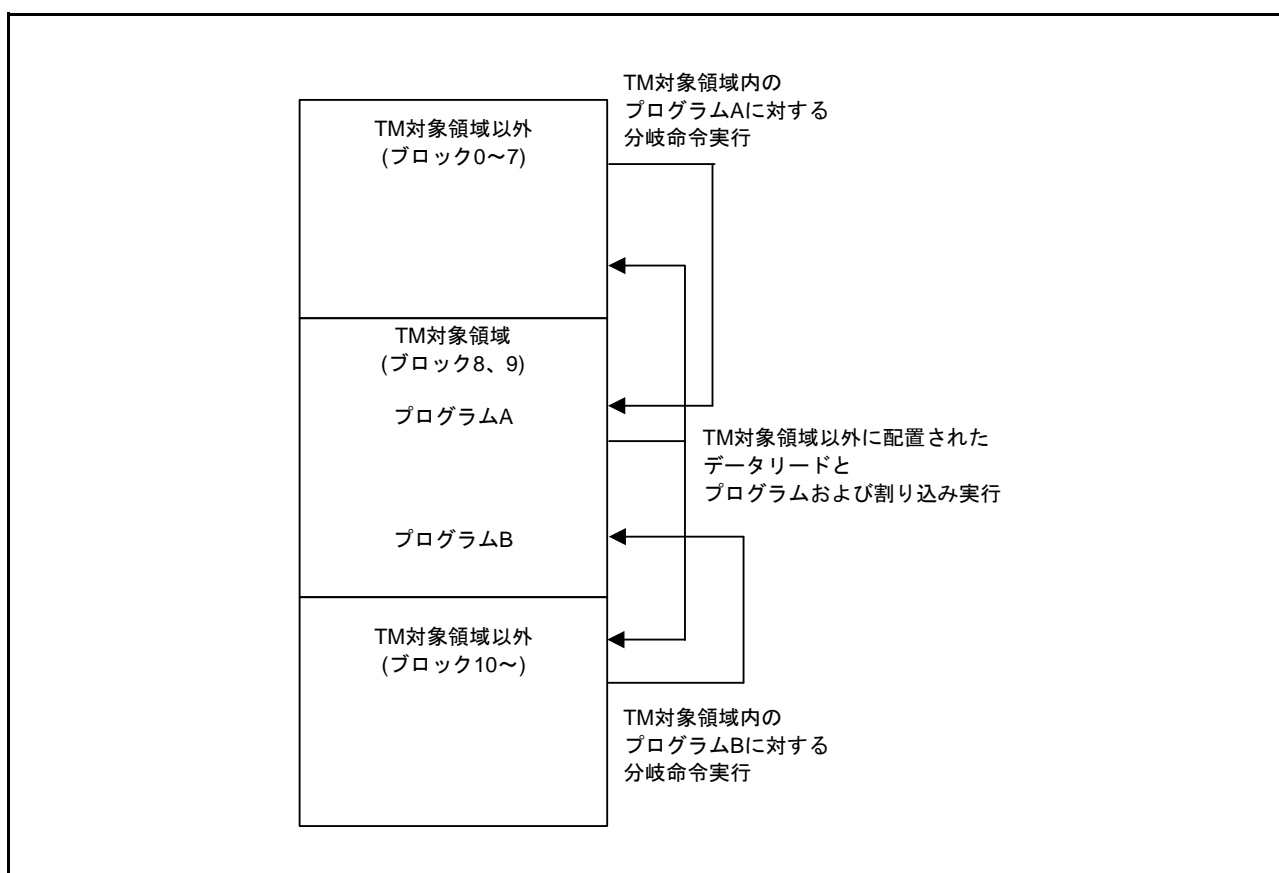 TM対象領域内の
プログラムAに対する
分岐命令実行
TM対象領域以外
(ブロック0～7)
TM対象領域
(ブロック8、9)
プログラムA
TM対象領域以外に配置された
データリードと
プログラムおよび割り込み実行
プログラムB
TM対象領域以外
(ブロック10～)
TM対象領域内の
プログラムBに対する
分岐命令実行